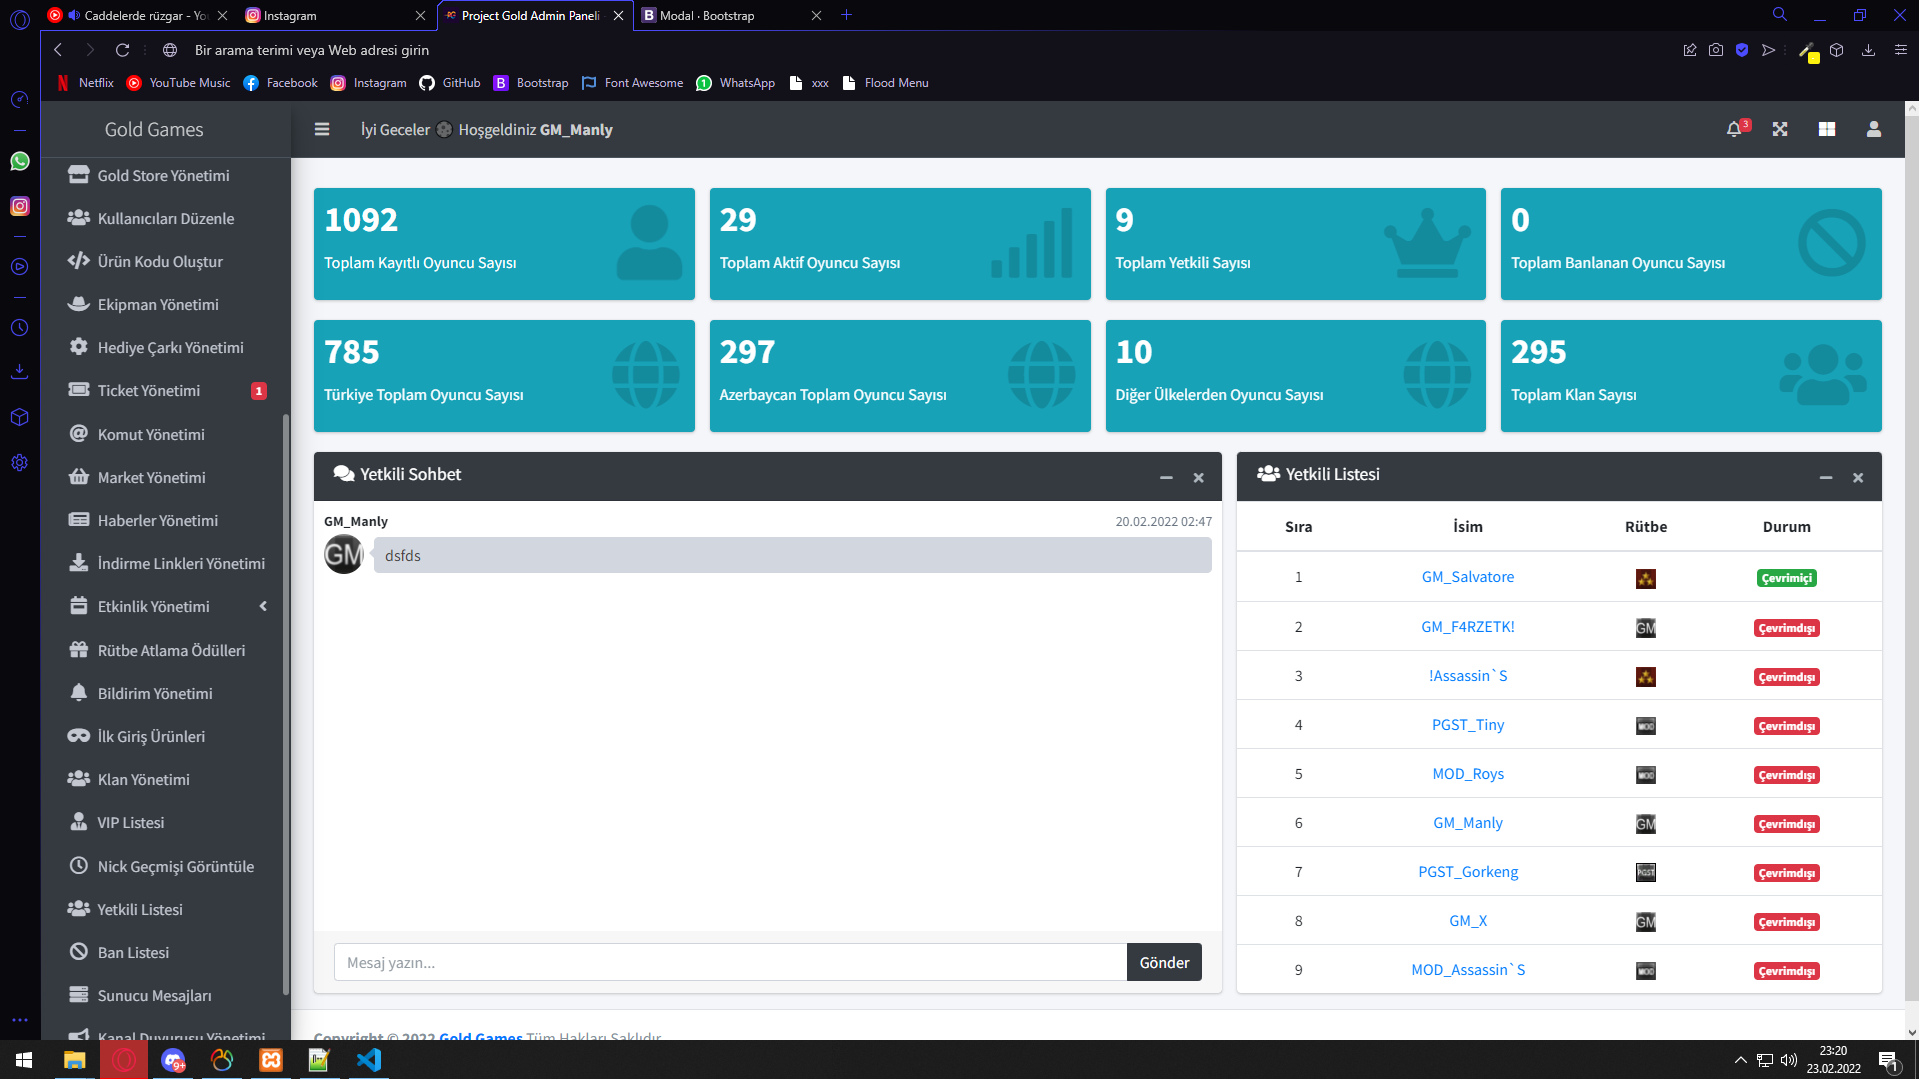 Caddelerde rüzgar - You
Instagram
Project Gold Admin Paneli
Modal · Bootstrap
Bir arama terimi veya Web adresi girin
Netflix
YouTube Music
Facebook
Instagram
GitHub
Bootstrap
Font Awesome
WhatsApp
xxx
Flood Menu
Gold Games
İyi Geceler Hoşgeldiniz GM_Manly
3
Gold Store Yönetimi
Kullanıcıları Düzenle
Ürün Kodu Oluştur
Ekipman Yönetimi
Hediye Çarkı Yönetimi
Ticket Yönetimi 1
Komut Yönetimi
Market Yönetimi
Haberler Yönetimi
İndirme Linkleri Yönetimi
Etkinlik Yönetimi
Rütbe Atlama Ödülleri
Bildirim Yönetimi
İlk Giriş Ürünleri
Klan Yönetimi
VIP Listesi
Nick Geçmişi Görüntüle
Yetkili Listesi
Ban Listesi
Sunucu Mesajları
Kanal Duyurusu Yönetimi
1092
Toplam Kayıtlı Oyuncu Sayısı
29
Toplam Aktif Oyuncu Sayısı
9
Toplam Yetkili Sayısı
0
Toplam Banlanan Oyuncu Sayısı
785
Türkiye Toplam Oyuncu Sayısı
297
Azerbaycan Toplam Oyuncu Sayısı
10
Diğer Ülkelerden Oyuncu Sayısı
295
Toplam Klan Sayısı
Yetkili Sohbet
GM_Manly 20.02.2022 02:47
GM dsfds
Mesaj yazın... Gönder
Yetkili Listesi
Sıra İsim Rütbe Durum
1 GM_Salvatore Çevrimiçi
2 GM_F4RZETK! GM Çevrimdışı
3 !Assassin`S Çevrimdışı
4 PGST_Tiny MOD Çevrimdışı
5 MOD_Roys MOD Çevrimdışı
6 GM_Manly GM Çevrimdışı
7 PGST_Gorkeng PGST Çevrimdışı
8 GM_X GM Çevrimdışı
9 MOD_Assassin`S MOD Çevrimdışı
Copyright © 2022 Gold Games Tüm Hakları Saklıdır
9+
23:20
23.02.2022
1